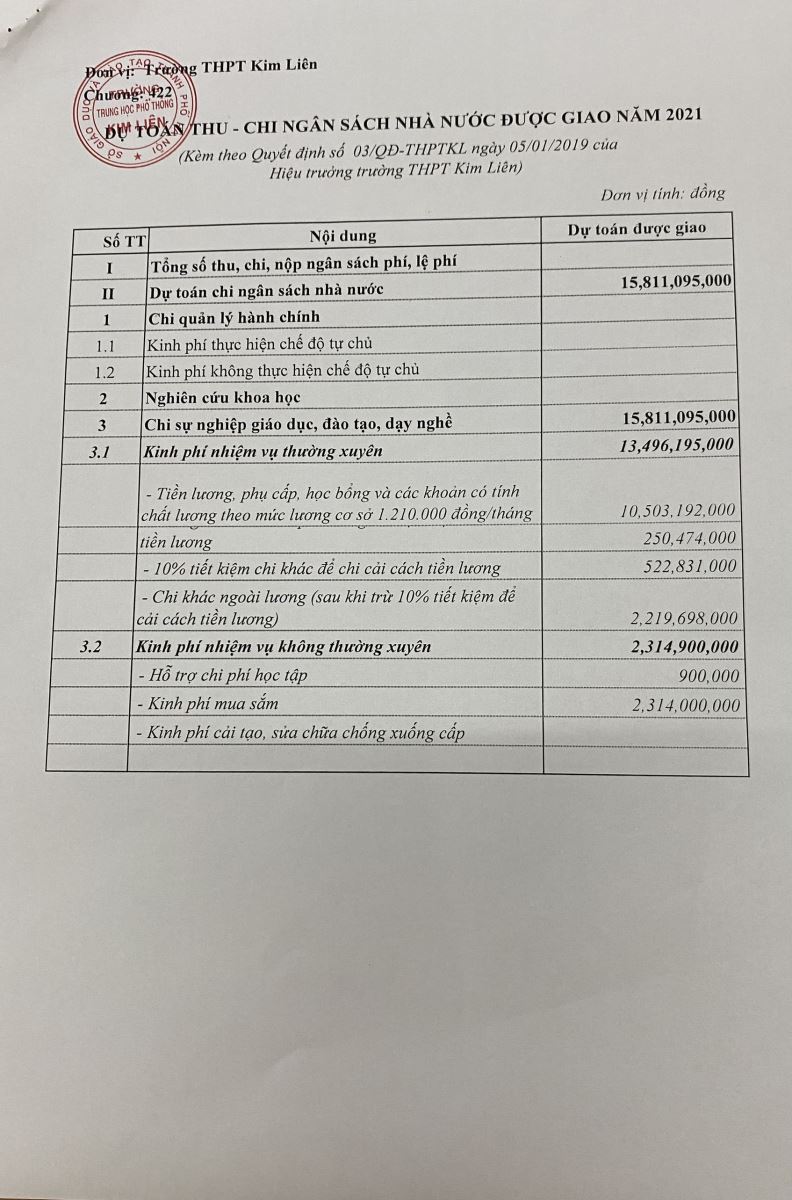 Đơn vị: Trường THPT Kim Liên
Chương: 422
SỞ GIÁO DỤC VÀ ĐÀO TẠO THÀNH PHỐ HÀ NỘI
TRƯỜNG
TRUNG HỌC PHỔ THÔNG
KIM LIÊN
DỰ TOÁN THU - CHI NGÂN SÁCH NHÀ NƯỚC ĐƯỢC GIAO NĂM 2021
(Kèm theo Quyết định số 03/QĐ-THPTKL ngày 05/01/2019 của
Hiệu trưởng trường THPT Kim Liên)
Đơn vị tính: đồng
Số TT Nội dung Dự toán được giao
I Tổng số thu, chi, nộp ngân sách phí, lệ phí
II Dự toán chi ngân sách nhà nước 15,811,095,000
1 Chi quản lý hành chính
1.1 Kinh phí thực hiện chế độ tự chủ
1.2 Kinh phí không thực hiện chế độ tự chủ
2 Nghiên cứu khoa học
3 Chi sự nghiệp giáo dục, đào tạo, dạy nghề 15,811,095,000
3.1 Kinh phí nhiệm vụ thường xuyên 13,496,195,000
- Tiền lương, phụ cấp, học bổng và các khoản có tính
chất lượng theo mức lương cơ sở 1.210.000 đồng/tháng 10,503,192,000
tiền lương 250,474,000
- 10% tiết kiệm chi khác để chi cải cách tiền lương 522,831,000
- Chi khác ngoài lương (sau khi trừ 10% tiết kiệm để
cải cách tiền lương) 2,219,698,000
3.2 Kinh phí nhiệm vụ không thường xuyên 2,314,900,000
- Hỗ trợ chi phí học tập 900,000
- Kinh phí mua sắm 2,314,000,000
- Kinh phí cải tạo, sửa chữa chống xuống cấp